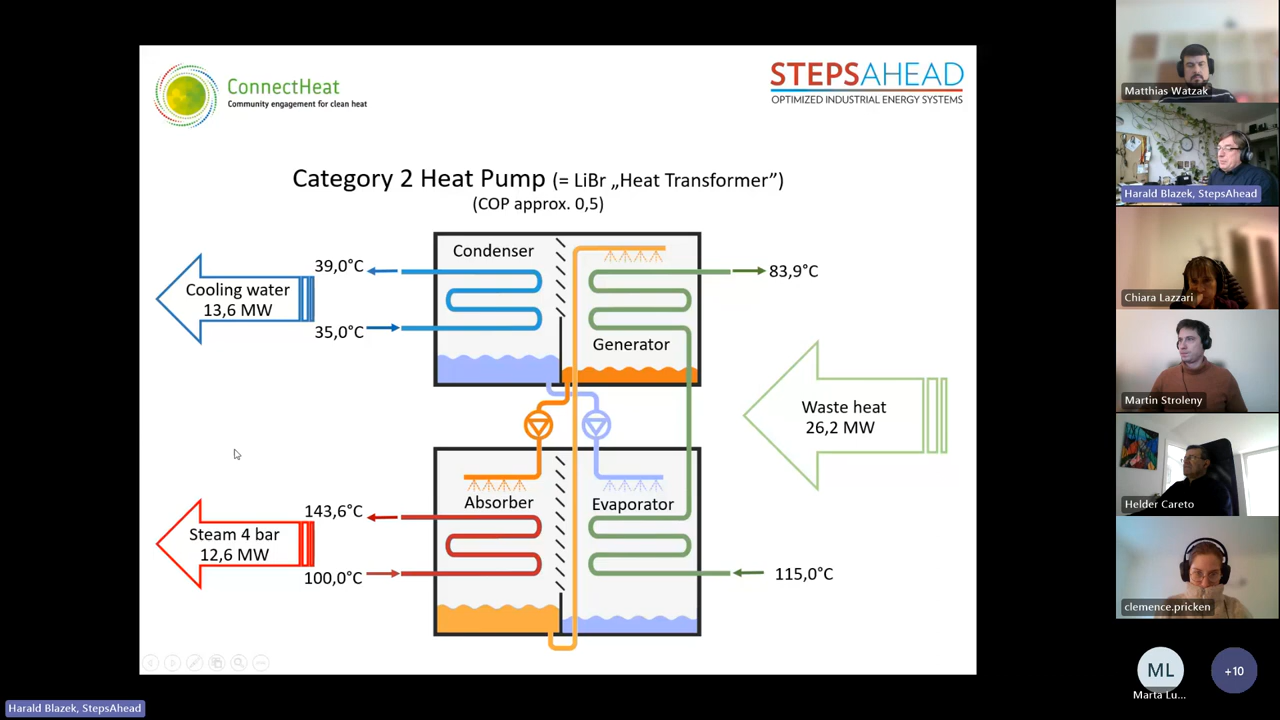 ConnectHeat
Community engagement for clean heat
STEPSAHEAD
OPTIMIZED INDUSTRIAL ENERGY SYSTEMS
Category 2 Heat Pump (= LiBr „Heat Transformer”)
(COP approx. 0,5)
Condenser
39,0°C
Cooling water
13,6 MW
35,0°C
83,9°C
Generator
Waste heat
26,2 MW
Absorber
Evaporator
143,6°C
Steam 4 bar
12,6 MW
100,0°C
115,0°C
Matthias Watzak
Harald Blazek, StepsAhead
Chiara Lazzari
Martin Stroleny
Helder Careto
clemence.pricken
ML
Marta Lu...
+10
Harald Blazek, StepsAhead